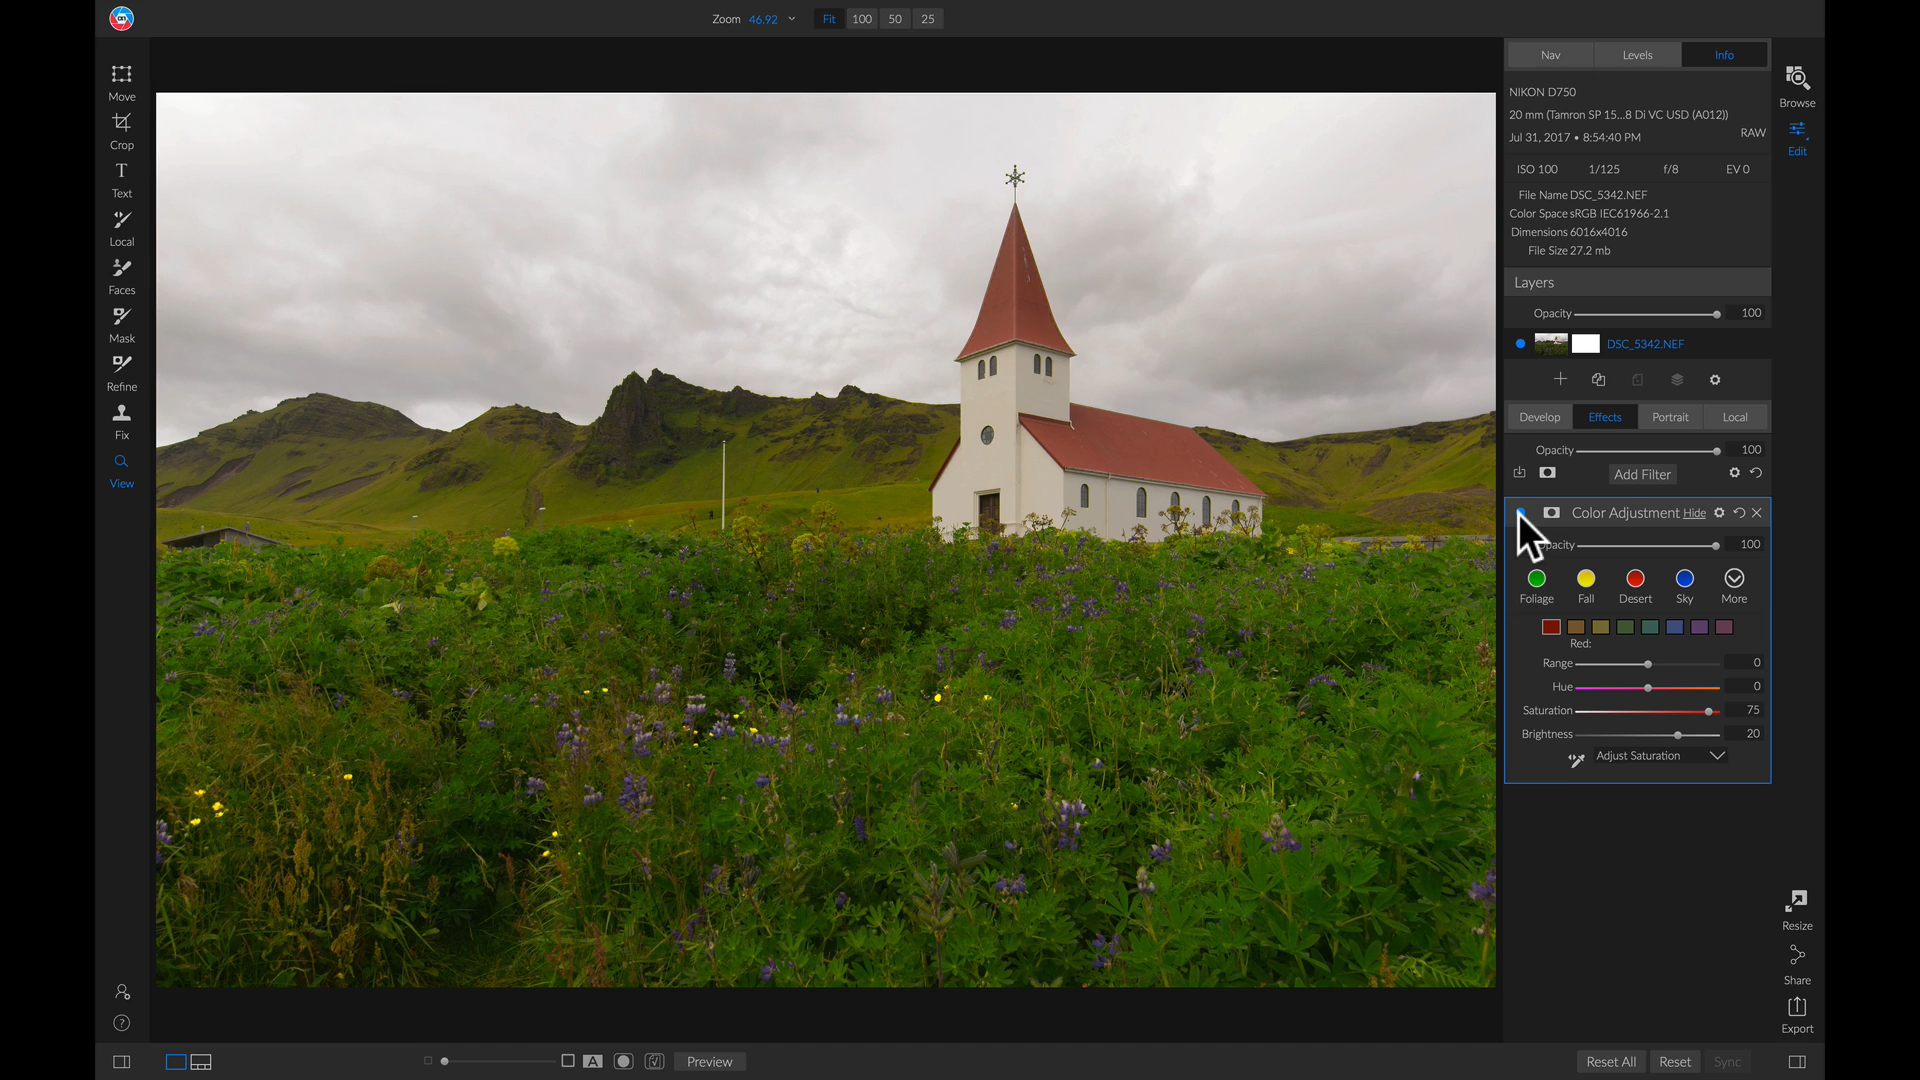 Zoom 46.92 Fit 100 50 25
Move
Crop
Text
Local
Faces
Mask
Refine
Fix
View
Nav Levels Info
NIKON D750
20 mm (Tamron SP 15...8 Di VC USD (A012))
Jul 31, 2017 • 8:54:40 PM RAW
ISO 100 1/125 f/8 EV 0
File Name DSC_5342.NEF
Color Space sRGB IEC61966-2.1
Dimensions 6016x4016
File Size 27.2 mb
Layers
Opacity 100
DSC_5342.NEF
Develop Effects Portrait Local
Opacity 100
Add Filter
Color Adjustment Hide
pacity 100
Foliage Fall Desert Sky More
Red:
Range 0
Hue 0
Saturation 75
Brightness 20
Adjust Saturation
Browse
Edit
Resize
Share
Export
A Preview
Reset All Reset Sync